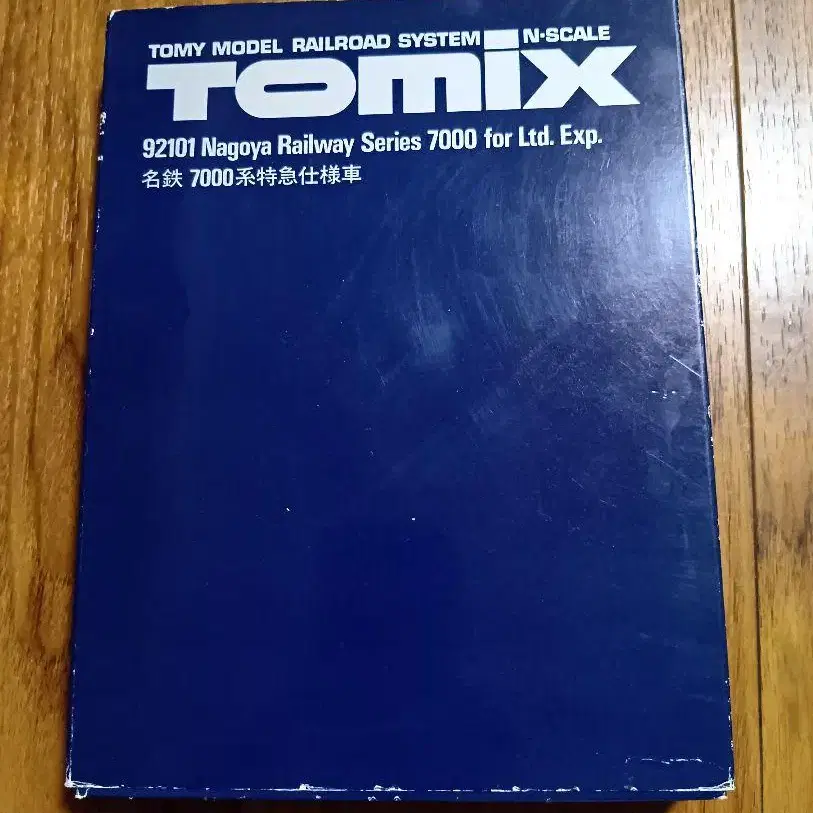 TOMY MODEL RAILROAD SYSTEM N·SCALE
TOMIX
92101 Nagoya Railway Series 7000 for Ltd. Exp.
名鉄 7000系特急仕様車